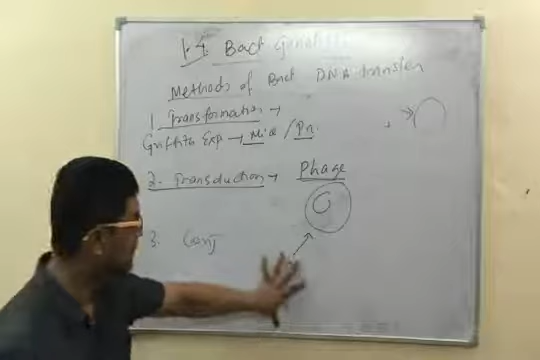 1.4. Bact Genetics
Methods of Bact DNA transfer
1. Transformation →
Griffith Exp → Mice / Pn.
2. Transduction → Phage
3. Conj